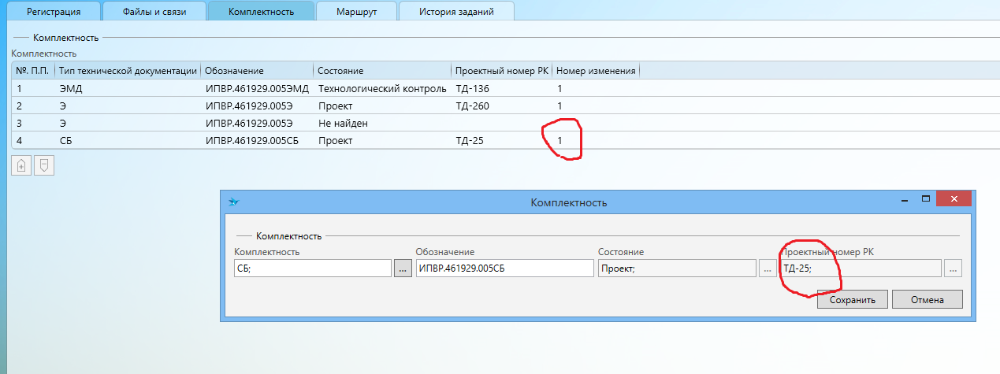 Регистрация Файлы и связи Комплектность Маршрут История заданий
Комплектность
Комплектность
№. П.П. Тип технической документации Обозначение Состояние Проектный номер РК Номер изменения
1 ЭМД ИПВР.461929.005ЭМД Технологический контроль ТД-136 1
2 Э ИПВР.461929.005Э Проект ТД-260 1
3 Э ИПВР.461929.005Э Не найден
4 СБ ИПВР.461929.005СБ Проект ТД-25 1
Комплектность
Комплектность
Комплектность Обозначение Состояние Проектный номер РК
СБ; ... ИПВР.461929.005СБ Проект; ... ТД-25; ...
Сохранить Отмена